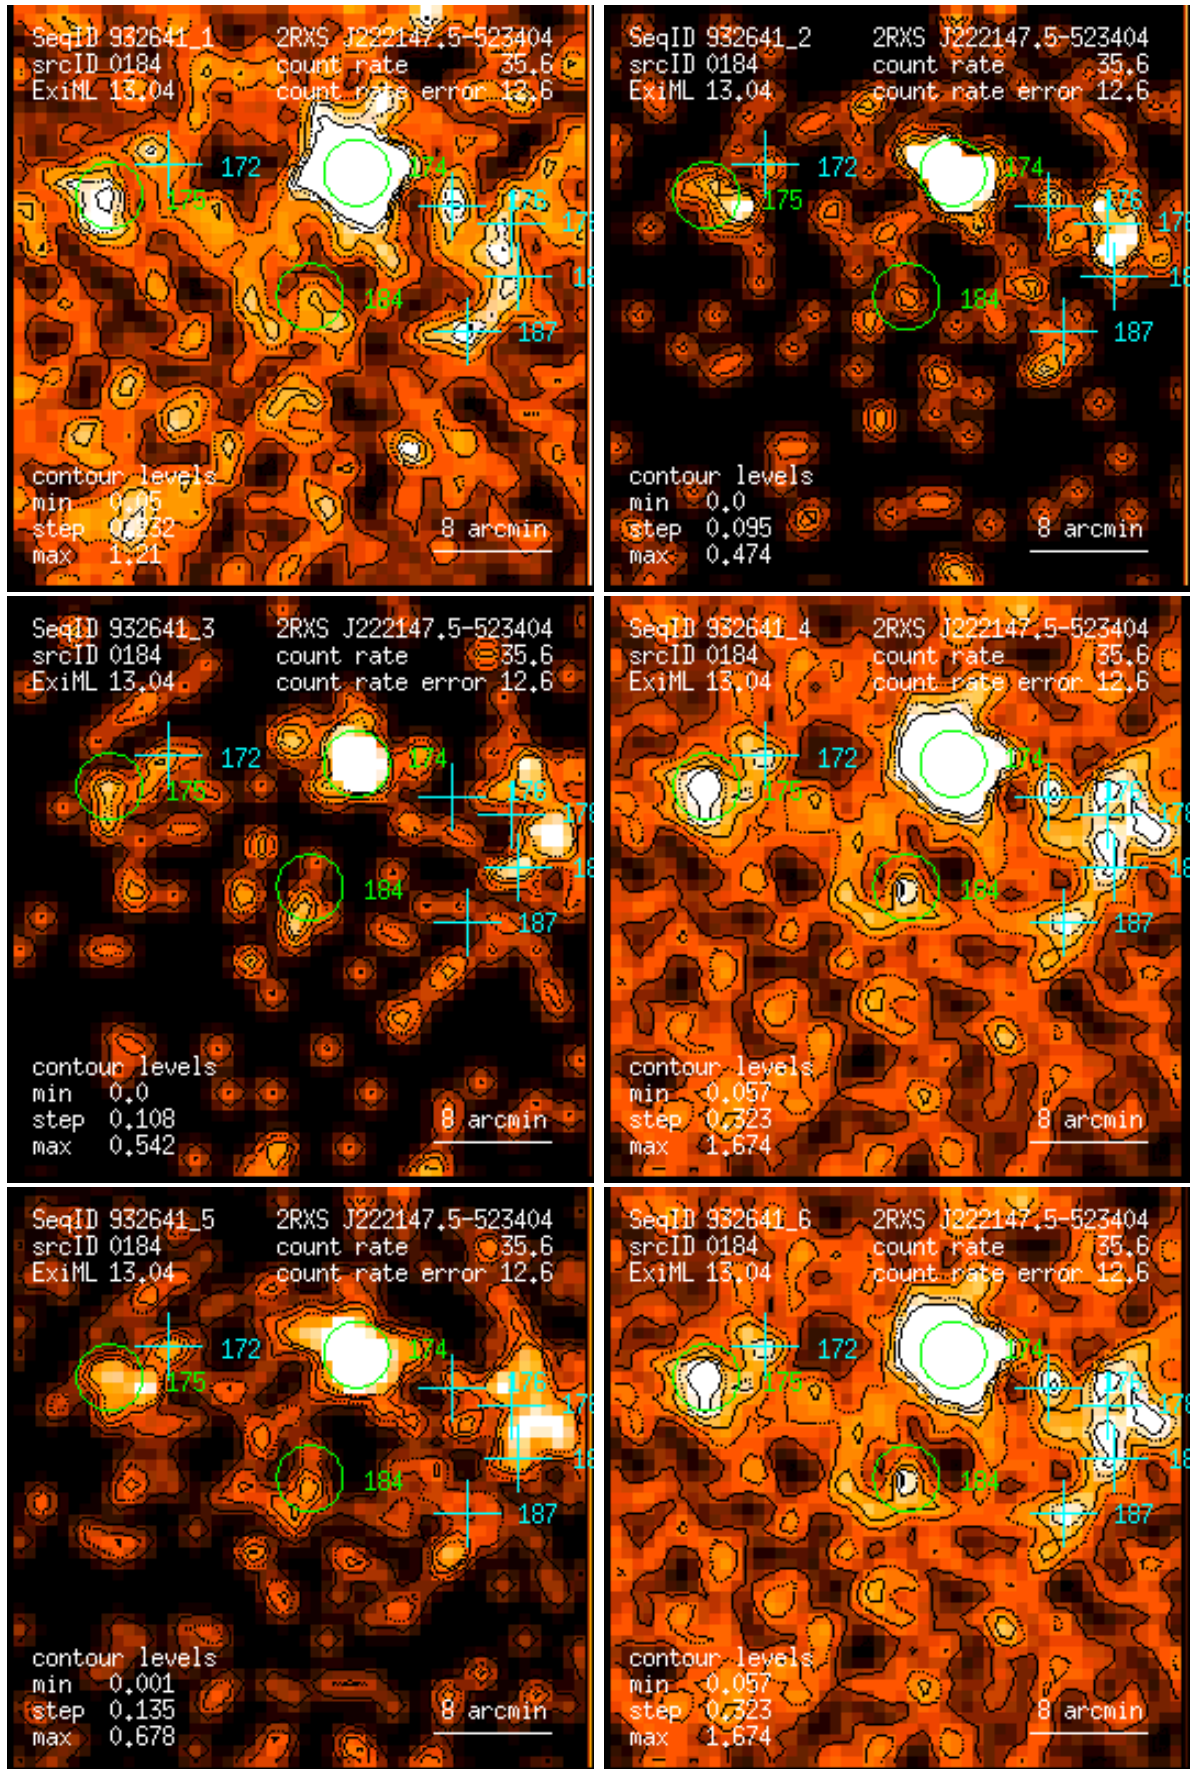 SeqID 932641_1 2RXS J222147.5-523404
srcID 0184 count rate 35.6
ExiML 13.04 count rate error 12.6
172
174
175
176
178
184
187
contour levels
min 0.05
step 0.232
max 1.21
8 arcmin
SeqID 932641_2 2RXS J222147.5-523404
srcID 0184 count rate 35.6
ExiML 13.04 count rate error 12.6
172
174
175
176
184
187
contour levels
min 0.0
step 0.095
max 0.474
8 arcmin
SeqID 932641_3 2RXS J222147.5-523404
srcID 0184 count rate 35.6
ExiML 13.04 count rate error 12.6
172
174
175
176
184
187
contour levels
min 0.0
step 0.108
max 0.542
8 arcmin
SeqID 932641_4 2RXS J222147.5-523404
srcID 0184 count rate 35.6
ExiML 13.04 count rate error 12.6
172
174
175
176
184
187
contour levels
min 0.057
step 0.323
max 1.674
8 arcmin
SeqID 932641_5 2RXS J222147.5-523404
srcID 0184 count rate 35.6
ExiML 13.04 count rate error 12.6
172
174
175
176
184
187
contour levels
min 0.001
step 0.135
max 0.678
8 arcmin
SeqID 932641_6 2RXS J222147.5-523404
srcID 0184 count rate 35.6
ExiML 13.04 count rate error 12.6
172
174
175
176
184
187
contour levels
min 0.057
step 0.323
max 1.674
8 arcmin